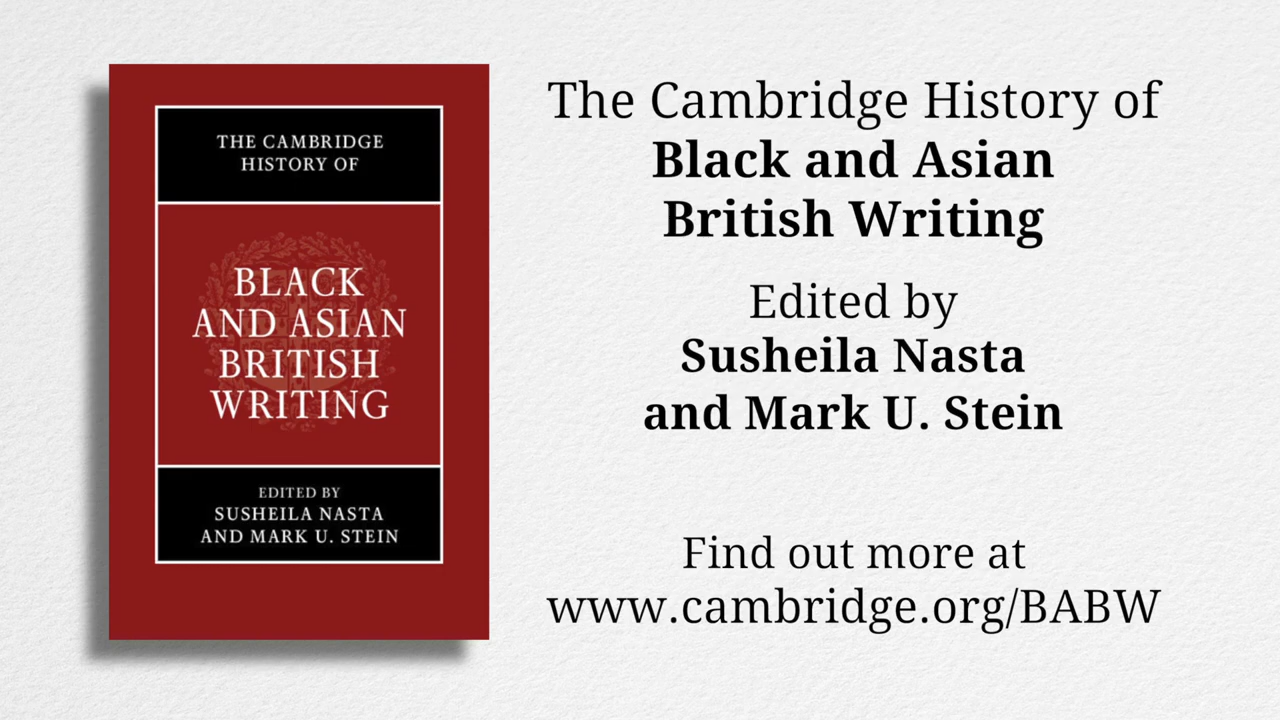 THE CAMBRIDGE
HISTORY OF
BLACK
AND ASIAN
BRITISH
WRITING
EDITED BY
SUSHEILA NASTA
AND MARK U. STEIN
The Cambridge History of
Black and Asian
British Writing
Edited by
Susheila Nasta
and Mark U. Stein
Find out more at
www.cambridge.org/BABW